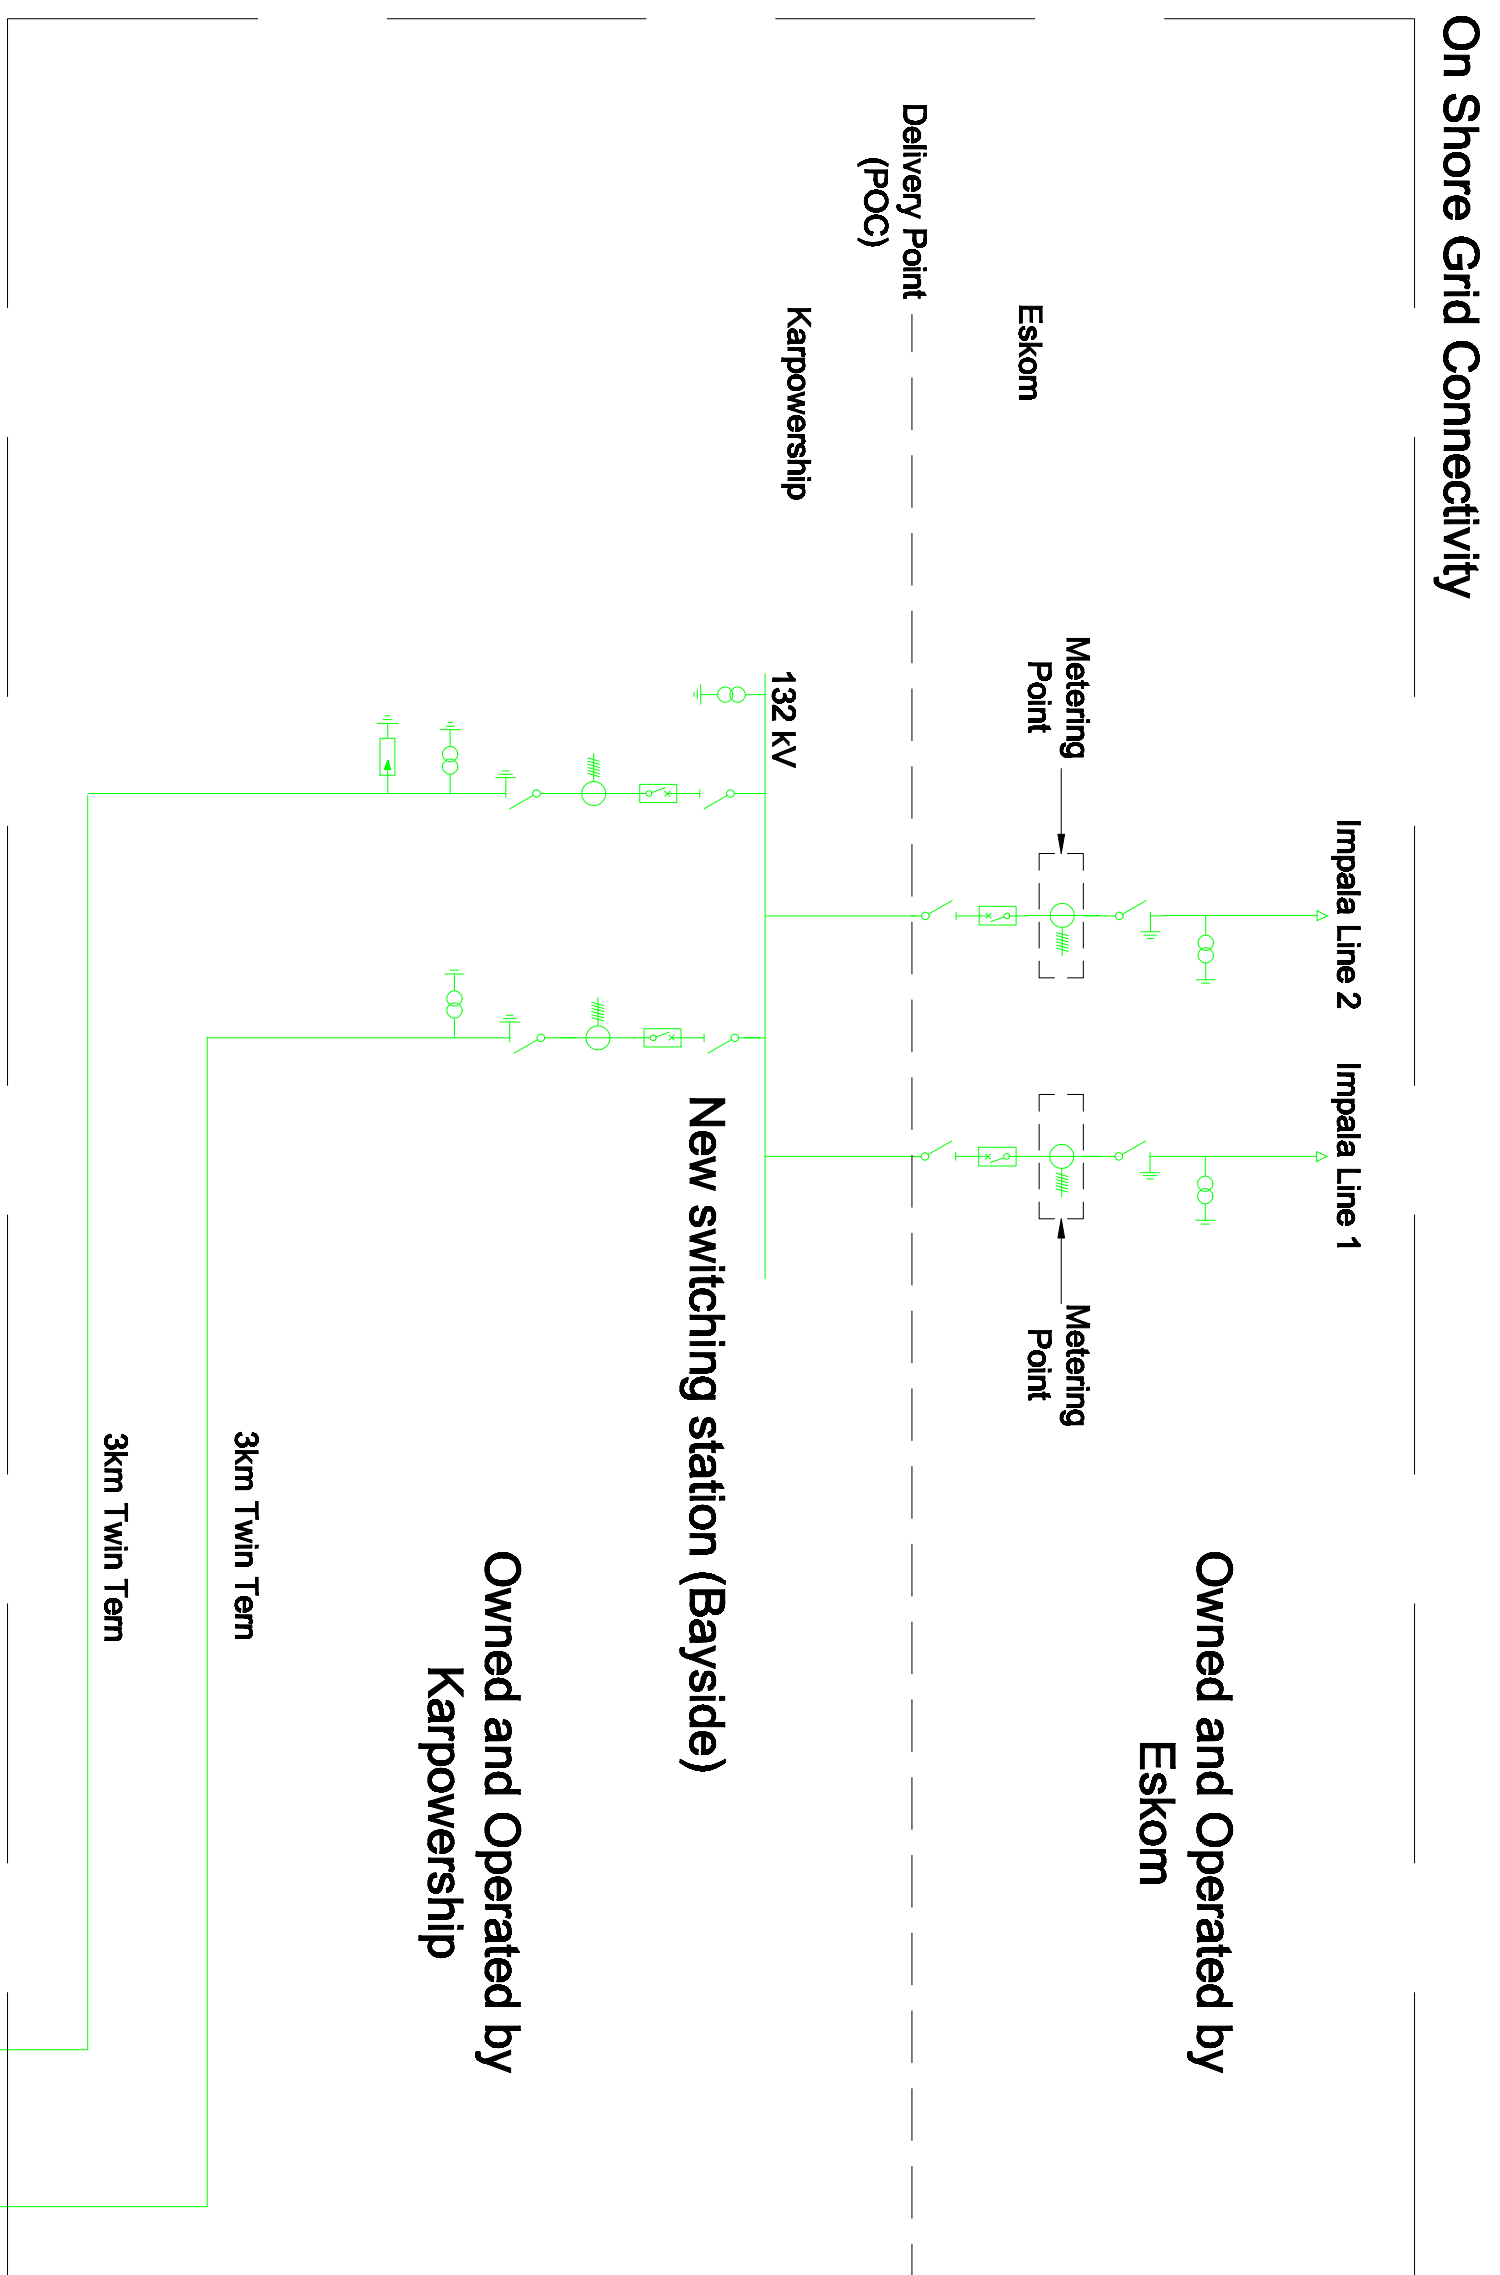 On Shore Grid Connectivity
Impala Line 2
Impala Line 1
Metering
Point
Metering
Point
Eskom
Owned and Operated by
Eskom
Delivery Point
(POC)
Karpowership
132 kV
New switching station (Bayside)
Owned and Operated by
Karpowership
3km Twin Tern
3km Twin Tern